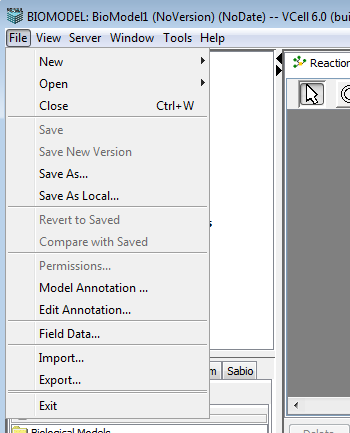 BIOMODEL: BioModel1 (NoVersion) (NoDate) -- VCell 6.0 (bui
File View Server Window Tools Help
New
Open
Close Ctrl+W
Save
Save New Version
Save As...
Save As Local...
Revert to Saved
Compare with Saved
Permissions...
Model Annotation ...
Edit Annotation...
Field Data...
Import...
Export...
Exit
Reaction
s
m Sabio
Biological Models
Delete